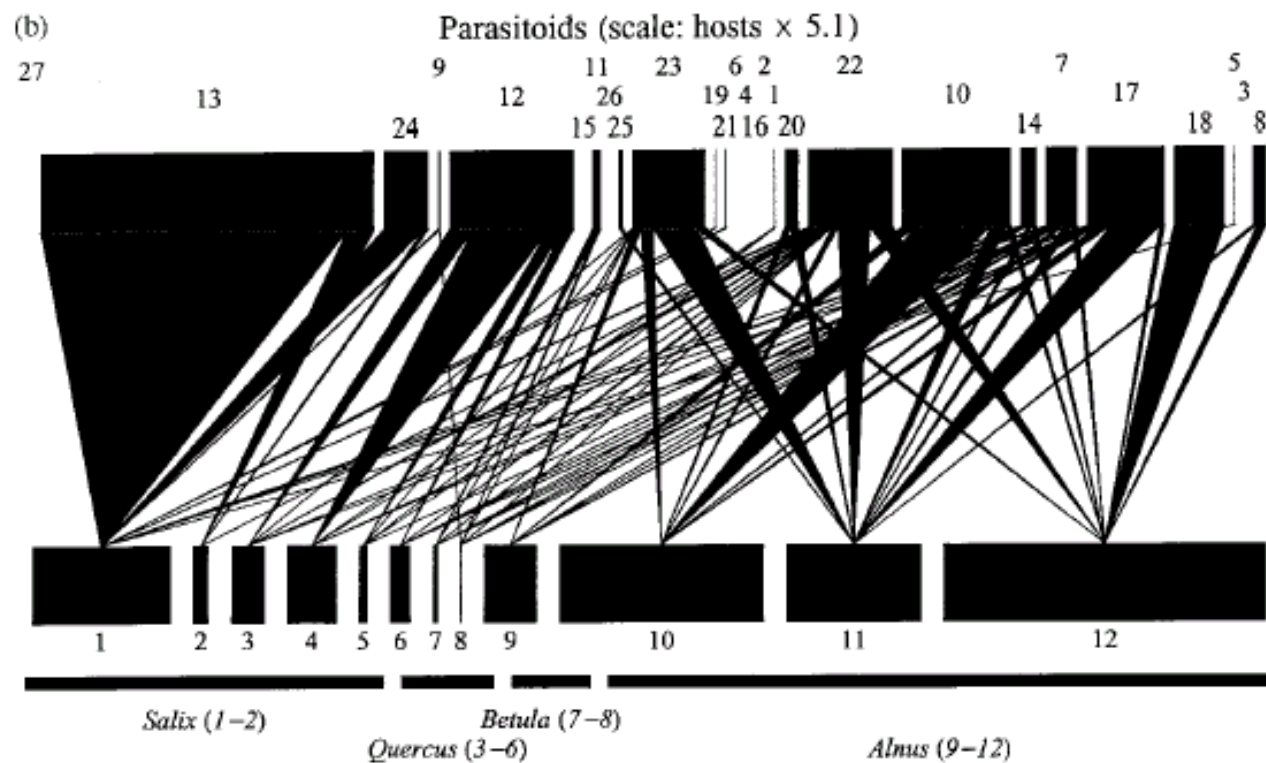 (b)
Parasitoids (scale: hosts × 5.1)
27 9 11 23 6 2 22 7 5
13 12 26 19 4 1 10 17 3
24 15 25 21 16 20 14 18 8
1 2 3 4 5 6 7 8 9 10 11 12
Salix (1–2) Betula (7–8)
Quercus (3–6) Alnus (9–12)